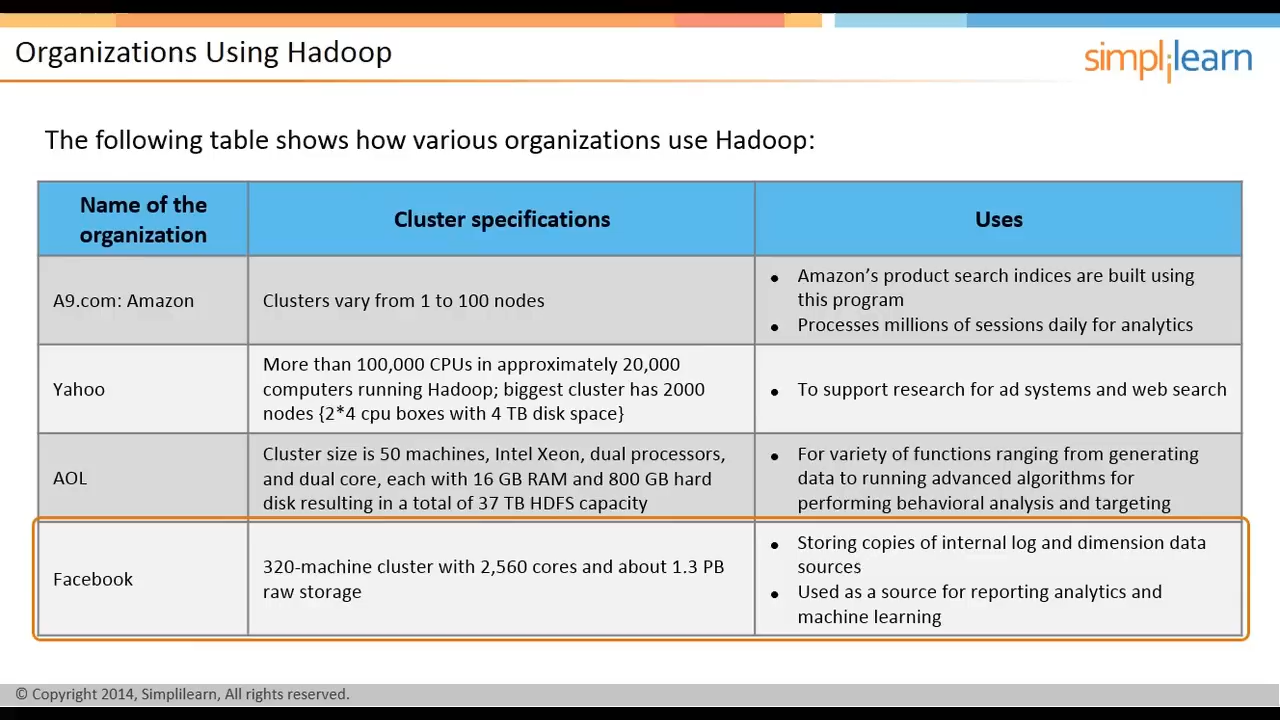 Organizations Using Hadoop
simplilearn
The following table shows how various organizations use Hadoop:
Name of the
organization
Cluster specifications
Uses
A9.com: Amazon
Clusters vary from 1 to 100 nodes
• Amazon’s product search indices are built using
this program
• Processes millions of sessions daily for analytics
Yahoo
More than 100,000 CPUs in approximately 20,000
computers running Hadoop; biggest cluster has 2000
nodes {2*4 cpu boxes with 4 TB disk space}
• To support research for ad systems and web search
AOL
Cluster size is 50 machines, Intel Xeon, dual processors,
and dual core, each with 16 GB RAM and 800 GB hard
disk resulting in a total of 37 TB HDFS capacity
• For variety of functions ranging from generating
data to running advanced algorithms for
performing behavioral analysis and targeting
Facebook
320-machine cluster with 2,560 cores and about 1.3 PB
raw storage
• Storing copies of internal log and dimension data
sources
• Used as a source for reporting analytics and
machine learning
© Copyright 2014, Simplilearn, All rights reserved.